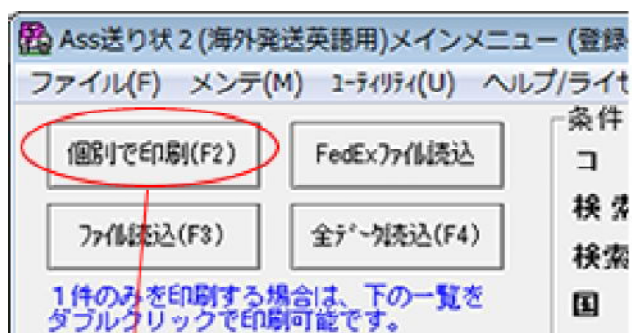 Ass送り状2(海外発送英語用)メインメニュー (登録
ファイル(F) メンテ(M) ﾕｰﾃｨﾘﾃｨ(U) ヘルプ/ライセ
個別で印刷(F2) FedExﾌｧｲﾙ読込
ﾌｧｲﾙ読込(F3) 全ﾃﾞｰﾀ読込(F4)
1件のみを印刷する場合は、下の一覧を
ダブルクリックで印刷可能です。
条件
コ
検索
検索
国